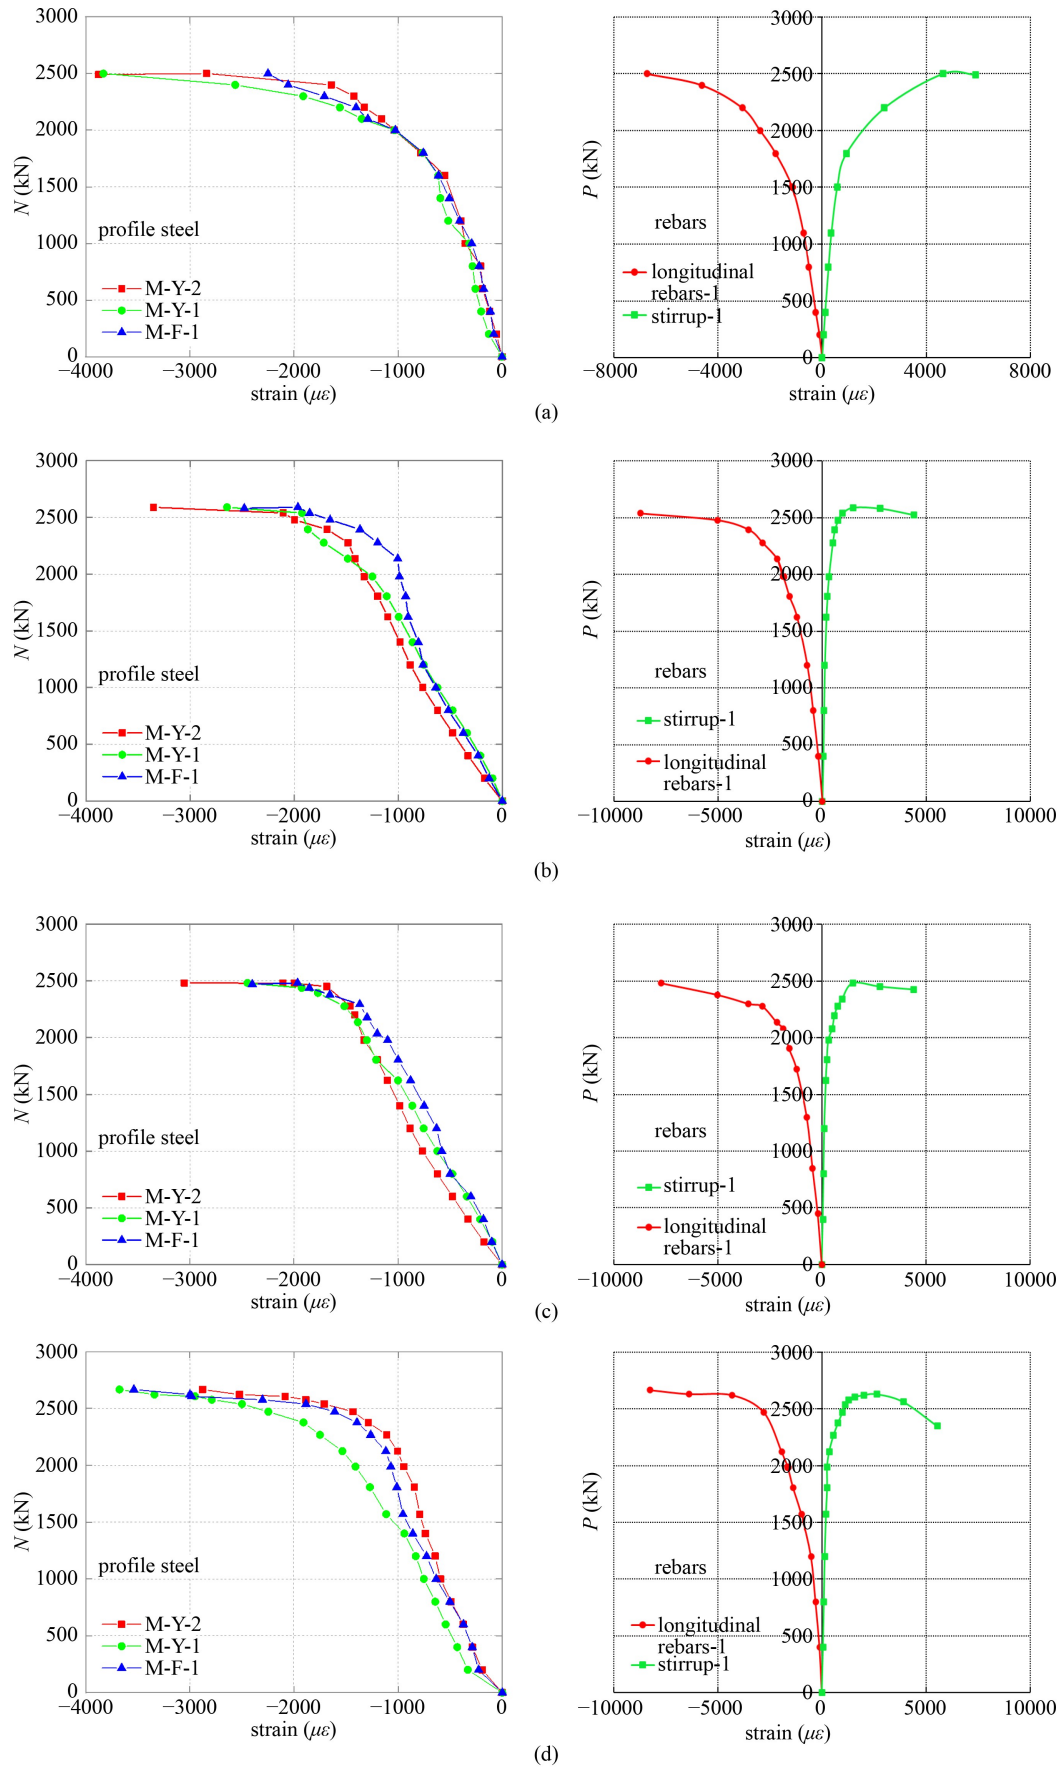 3000
2500
2000
1500
1000
500
0
N (kN)
profile steel
M-Y-2
M-Y-1
M-F-1
−4000 −3000 −2000 −1000 0
strain (με)
3000
2500
2000
1500
1000
500
0
P (kN)
rebars
longitudinal
rebars-1
stirrup-1
−8000 −4000 0 4000 8000
strain (με)
(a)
3000
2500
2000
1500
1000
500
0
N (kN)
profile steel
M-Y-2
M-Y-1
M-F-1
−4000 −3000 −2000 −1000 0
strain (με)
3000
2500
2000
1500
1000
500
0
P (kN)
rebars
stirrup-1
longitudinal
rebars-1
−10000 −5000 0 5000 10000
strain (με)
(b)
3000
2500
2000
1500
1000
500
0
N (kN)
profile steel
M-Y-2
M-Y-1
M-F-1
−4000 −3000 −2000 −1000 0
strain (με)
3000
2500
2000
1500
1000
500
0
P (kN)
rebars
stirrup-1
longitudinal
rebars-1
−10000 −5000 0 5000 10000
strain (με)
(c)
3000
2500
2000
1500
1000
500
0
N (kN)
profile steel
M-Y-2
M-Y-1
M-F-1
−4000 −3000 −2000 −1000 0
strain (με)
3000
2500
2000
1500
1000
500
0
P (kN)
rebars
longitudinal
rebars-1
stirrup-1
−10000 −5000 0 5000 10000
strain (με)
(d)